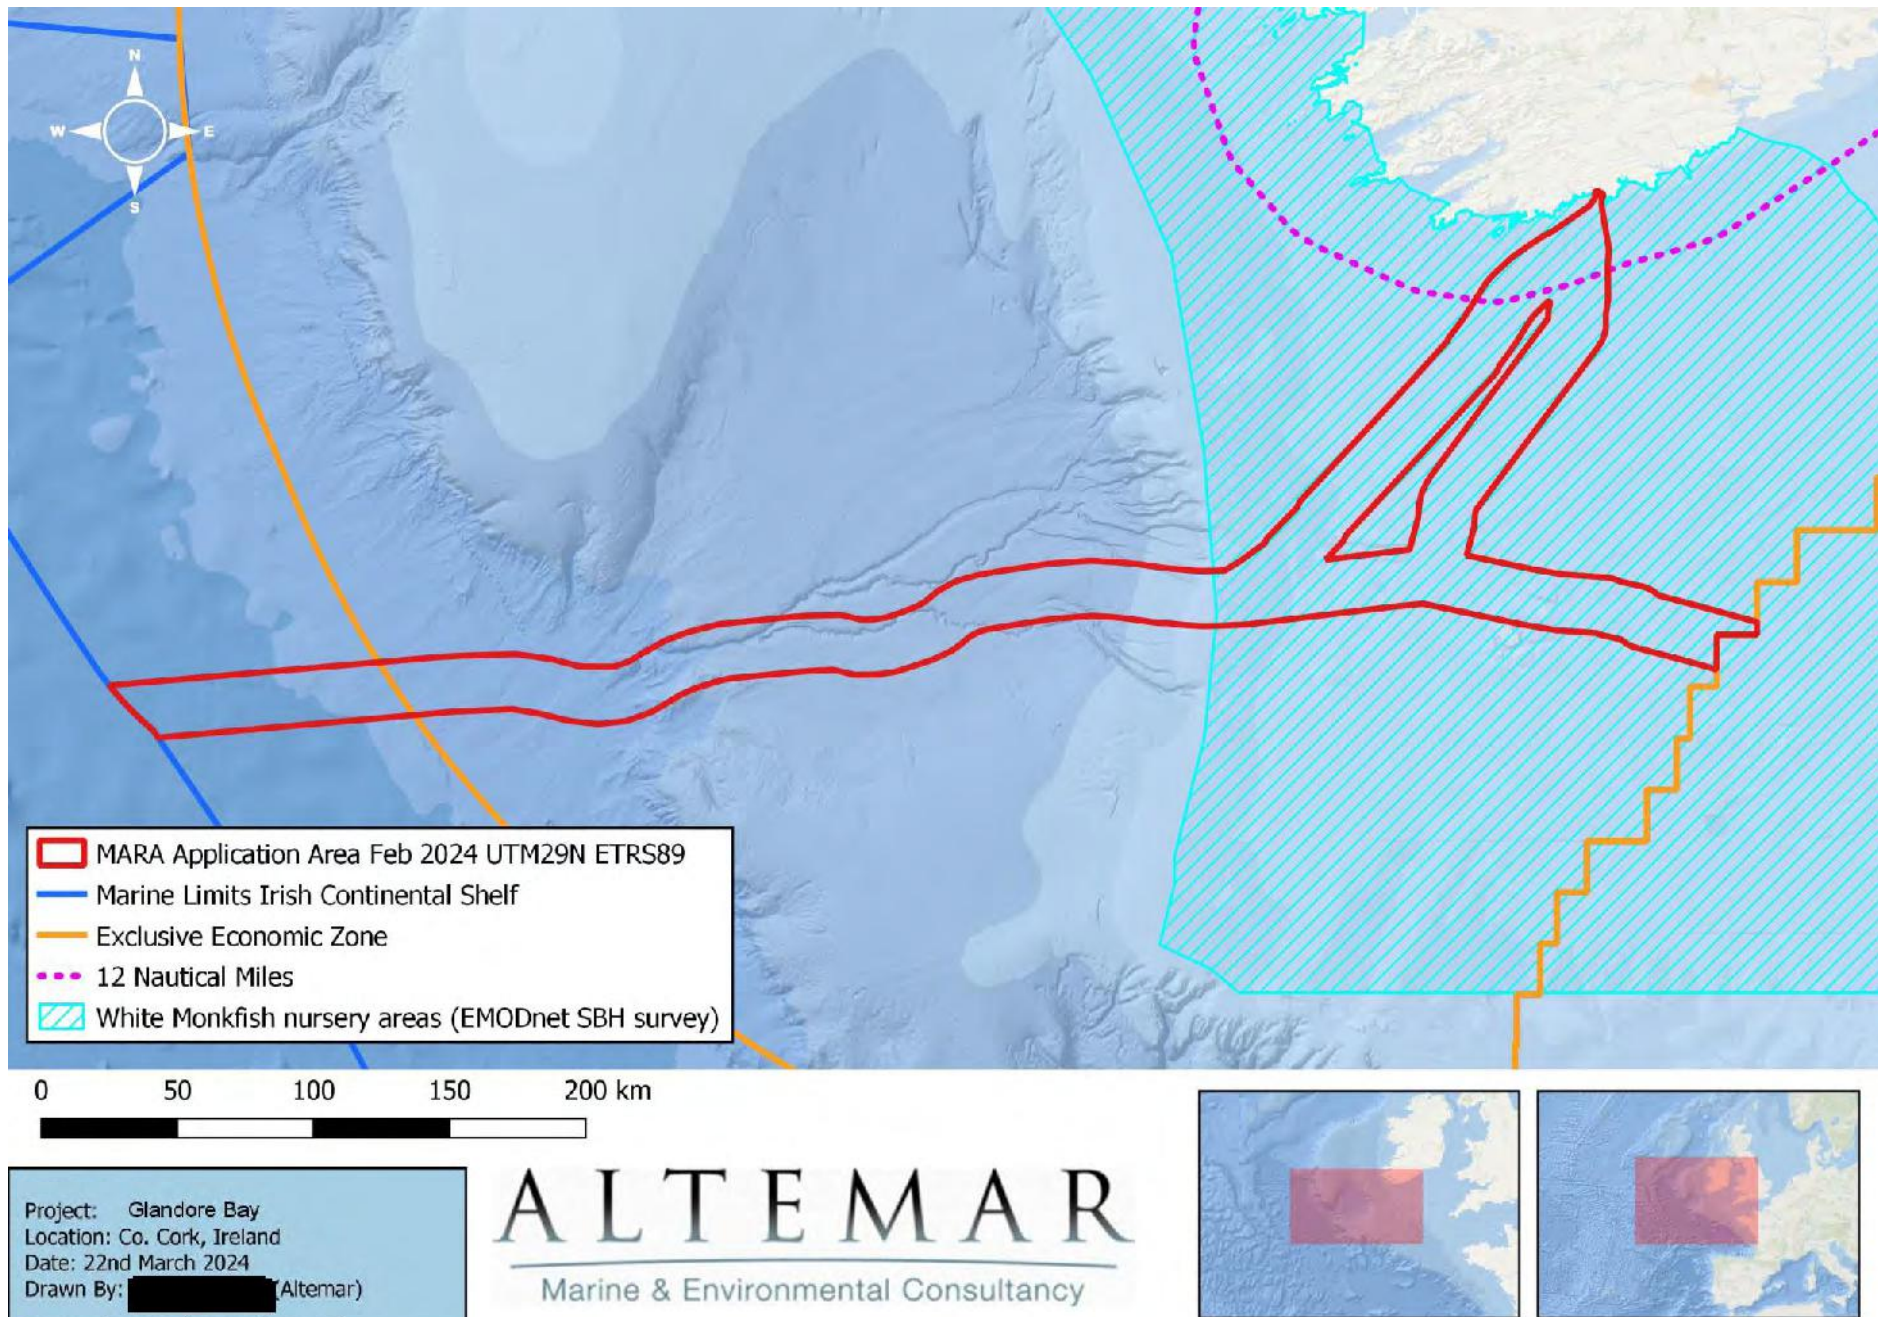 N
W E
S
MARA Application Area Feb 2024 UTM29N ETRS89
Marine Limits Irish Continental Shelf
Exclusive Economic Zone
12 Nautical Miles
White Monkfish nursery areas (EMODnet SBH survey)
0 50 100 150 200 km
Project: Glandore Bay
Location: Co. Cork, Ireland
Date: 22nd March 2024
Drawn By: (Altemar)
ALTEMAR
Marine & Environmental Consultancy